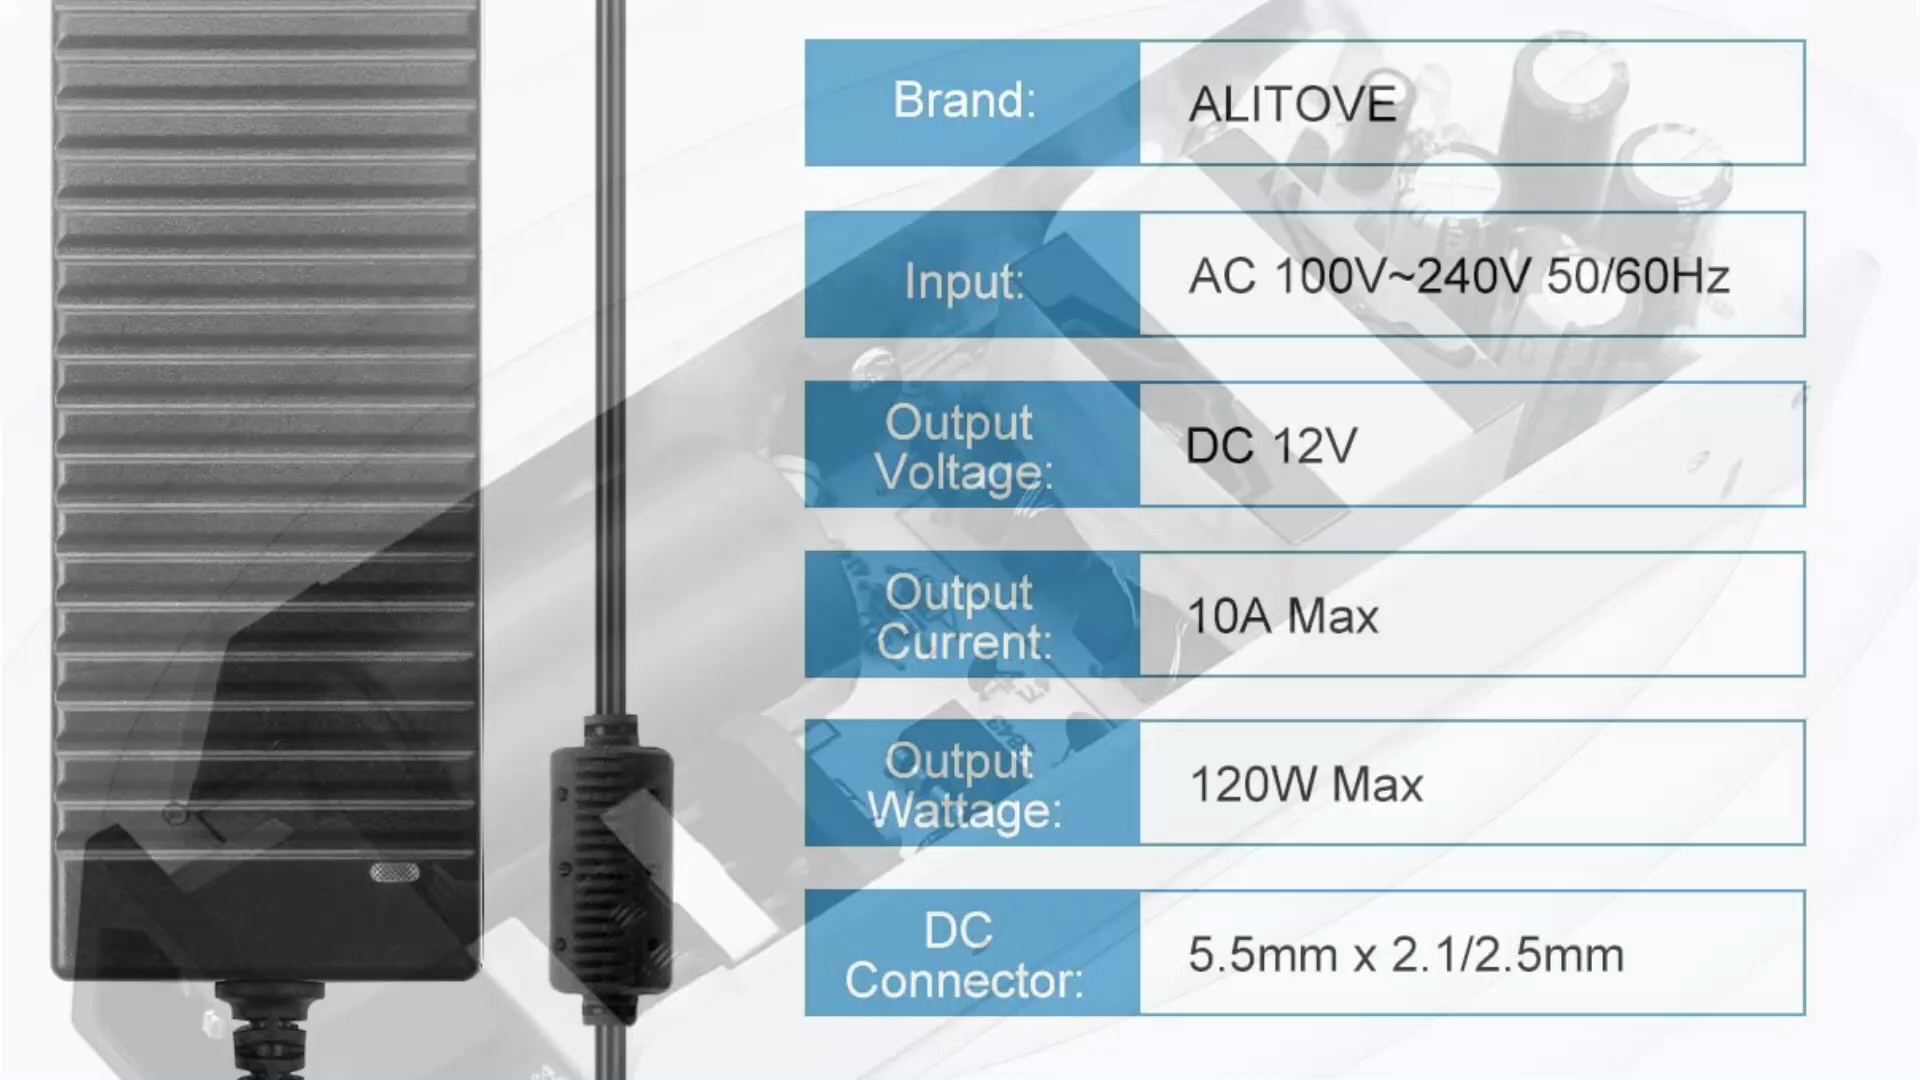 Brand:
ALITOVE
Input:
AC 100V~240V 50/60Hz
Output
Voltage:
DC 12V
Output
Current:
10A Max
Output
Wattage:
120W Max
DC
Connector:
5.5mm x 2.1/2.5mm